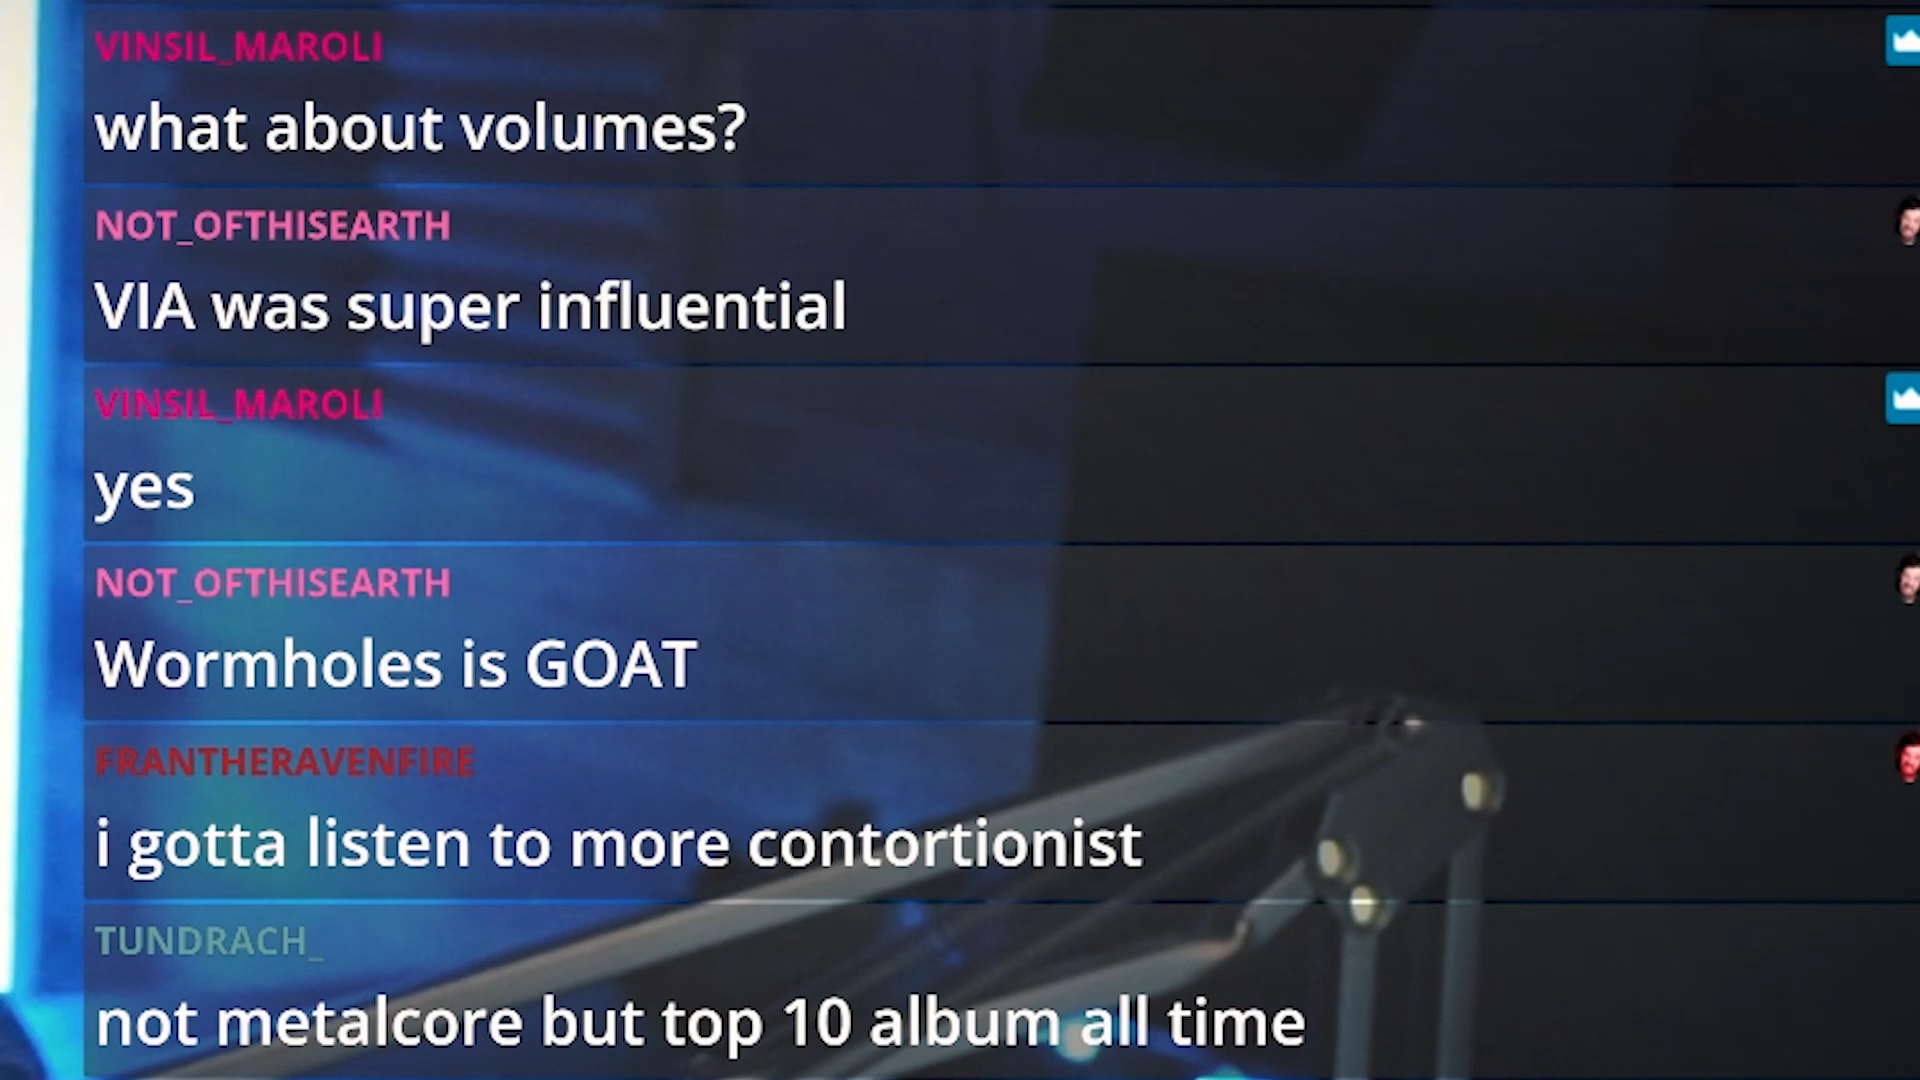 VINSIL_MAROLI
what about volumes?
NOT_OFTHISEARTH
VIA was super influential
VINSIL_MAROLI
yes
NOT_OFTHISEARTH
Wormholes is GOAT
FRANTHERAVENFIRE
i gotta listen to more contortionist
TUNDRACH_
not metalcore but top 10 album all time